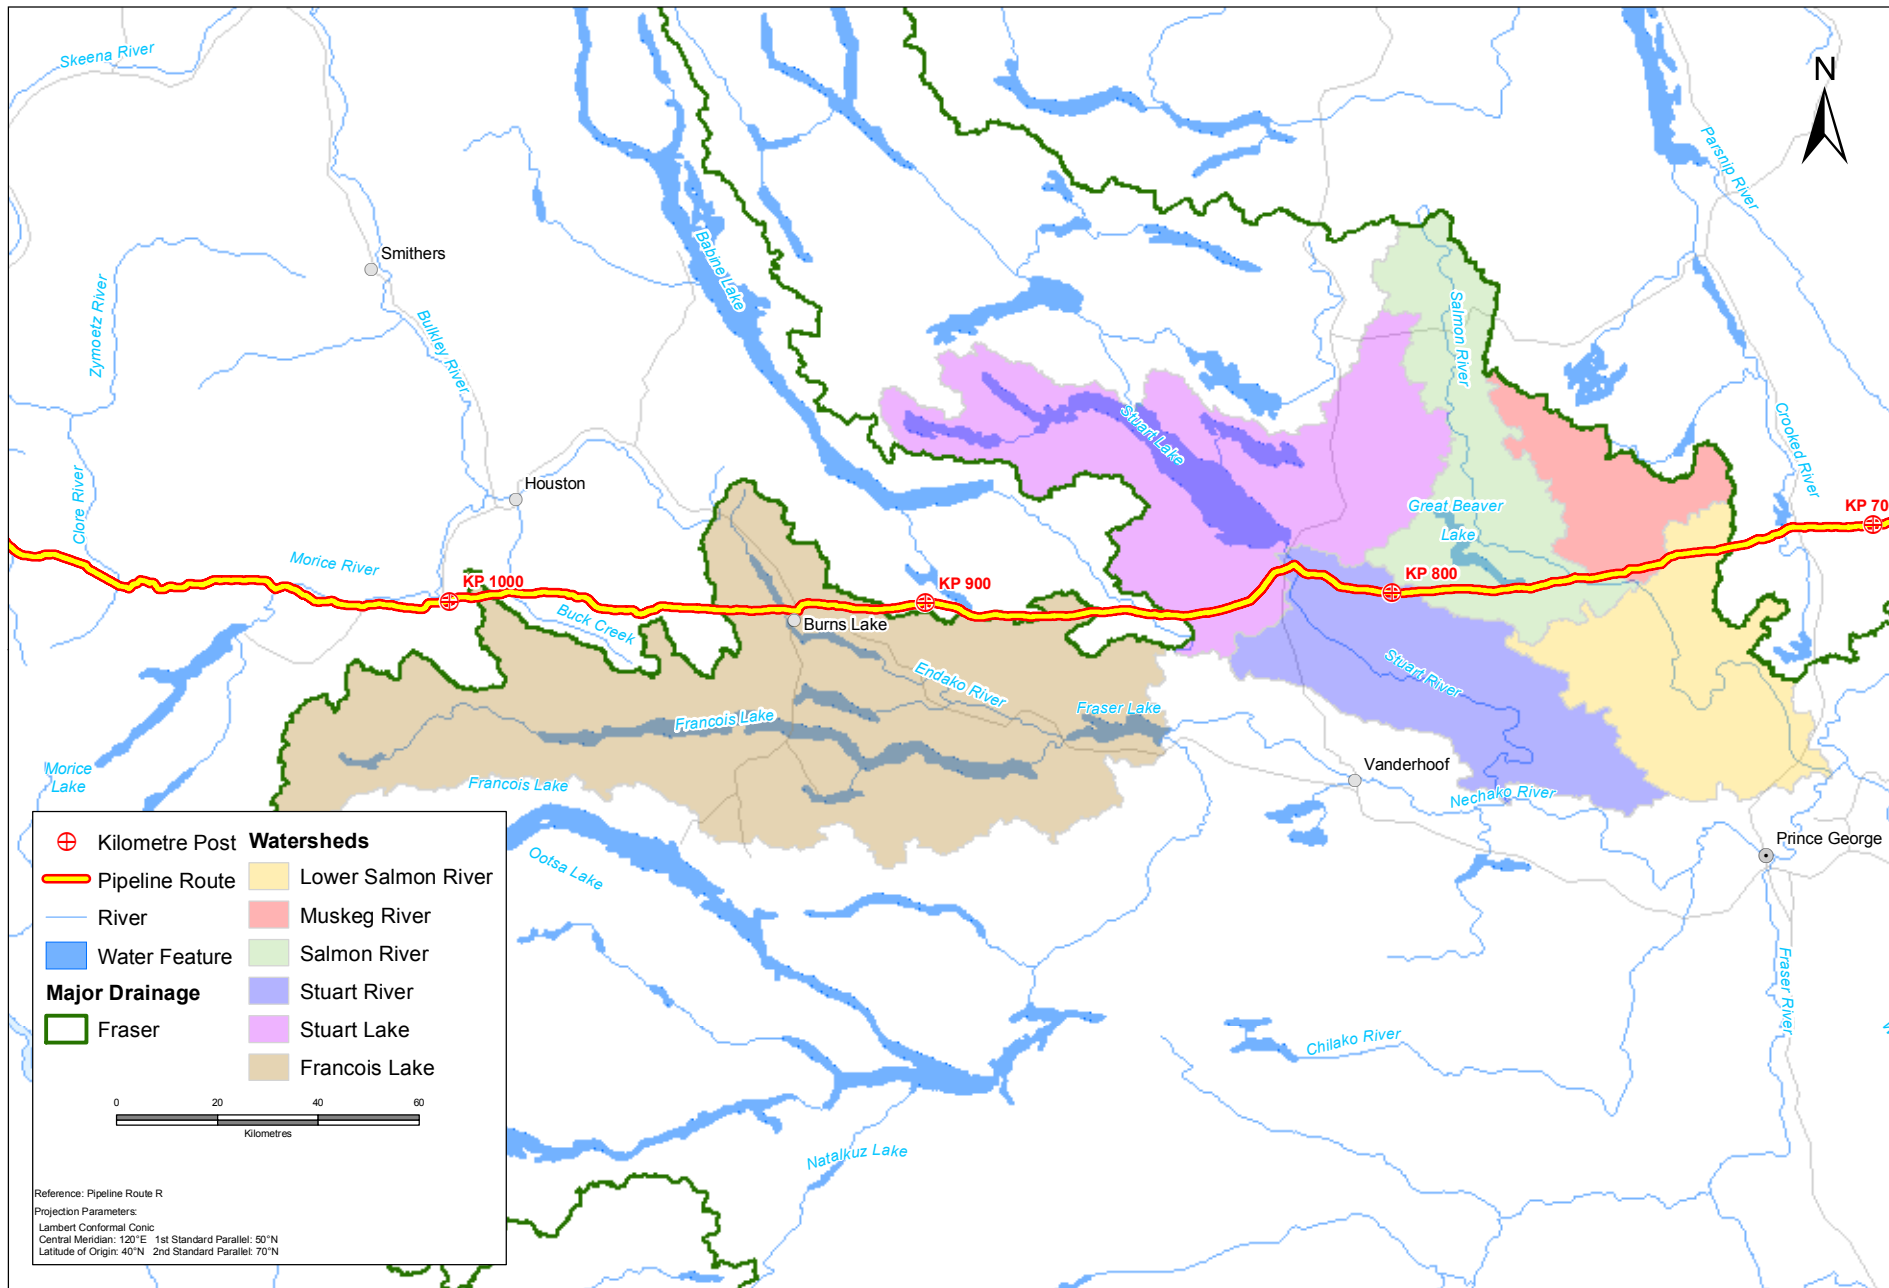 Skeena River
N
Parsnip River
Smithers
Babine Lake
Zymoetz River
Bulkley River
Salmon River
Stuart Lake
Crooked River
Houston
Clore River
Great Beaver
Lake
KP 70
Morice River
KP 1000
KP 900
KP 800
Buck Creek
Burns Lake
Endako River
Stuart River
Francois Lake
Fraser Lake
Morice
Lake
Francois Lake
Vanderhoof
Nechako River
Prince George
Ootsa Lake
Fraser River
Chilako River
Natalkuz Lake
Kilometre Post
Pipeline Route
River
Water Feature
Major Drainage
Fraser
Watersheds
Lower Salmon River
Muskeg River
Salmon River
Stuart River
Stuart Lake
Francois Lake
0 20 40 60
Kilometres
Reference: Pipeline Route R
Projection Parameters:
Lambert Conformal Conic
Central Meridian: 120°E 1st Standard Parallel: 50°N
Latitude of Origin: 40°N 2nd Standard Parallel: 70°N